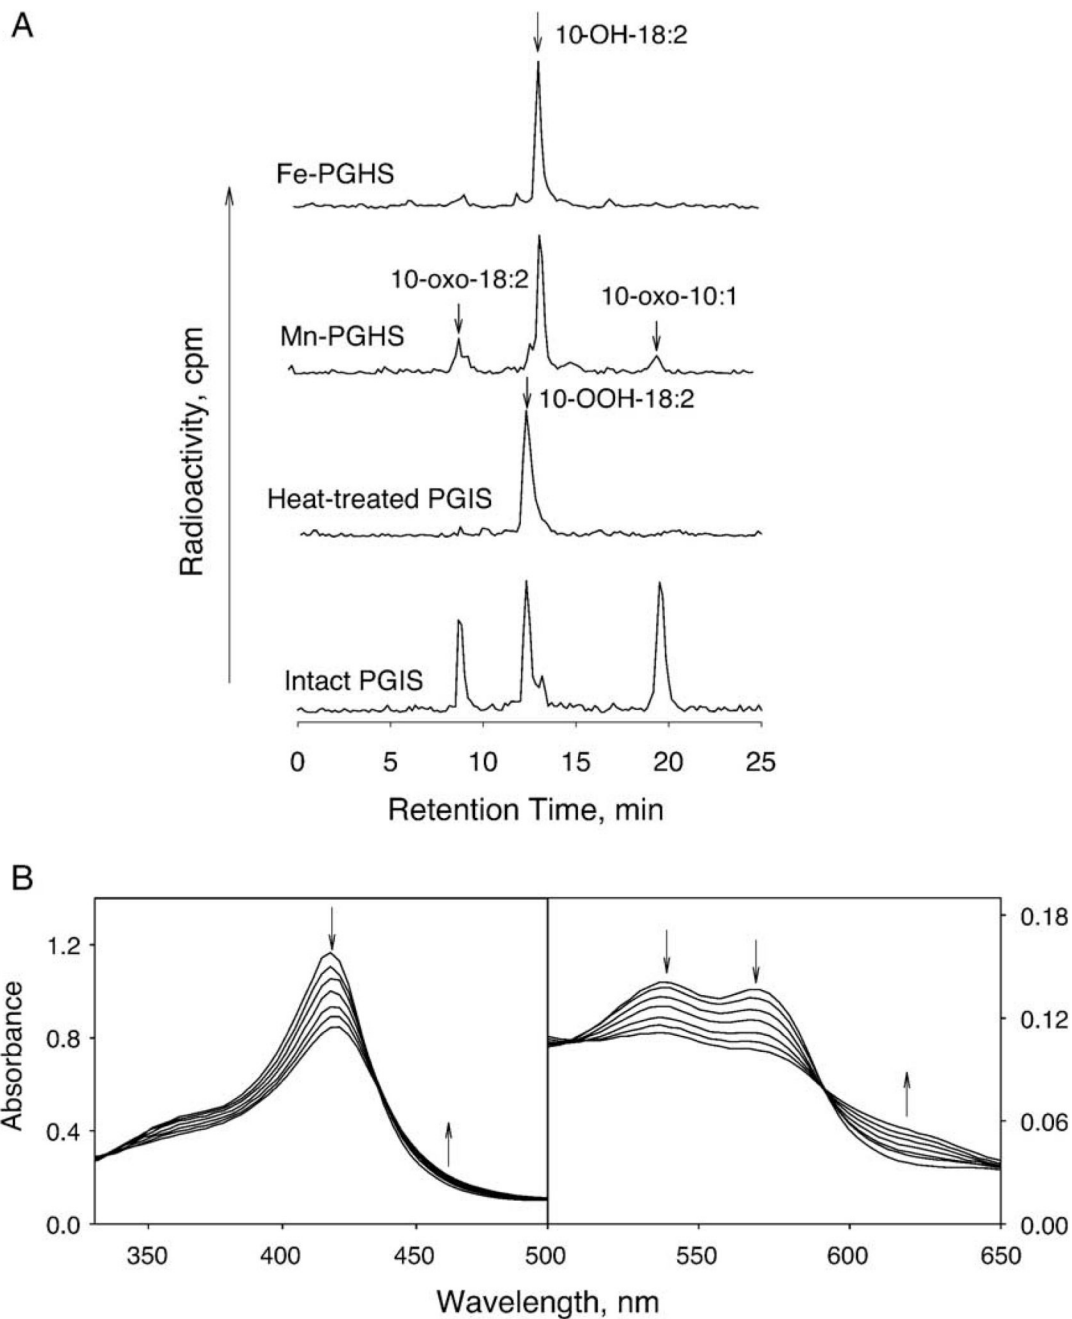 A
10-OH-18:2
Fe-PGHS
10-oxo-18:2
10-oxo-10:1
Mn-PGHS
10-OOH-18:2
Heat-treated PGIS
Intact PGIS
Radioactivity, cpm
0 5 10 15 20 25
Retention Time, min
B
0.18
1.2
0.12
0.8
0.06
0.4
0.0
0.00
Absorbance
350 400 450 500 550 600 650
Wavelength, nm